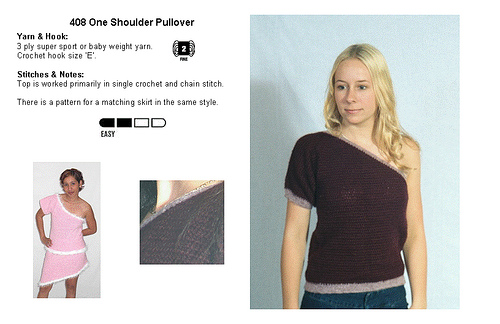 408 One Shoulder Pullover
Yarn & Hook:
3 ply super sport or baby weight yarn.
Crochet hook size 'E'.
2
FINE
Stitches & Notes:
Top is worked primarily in single crochet and chain stitch.
There is a pattern for a matching skirt in the same style.
EASY